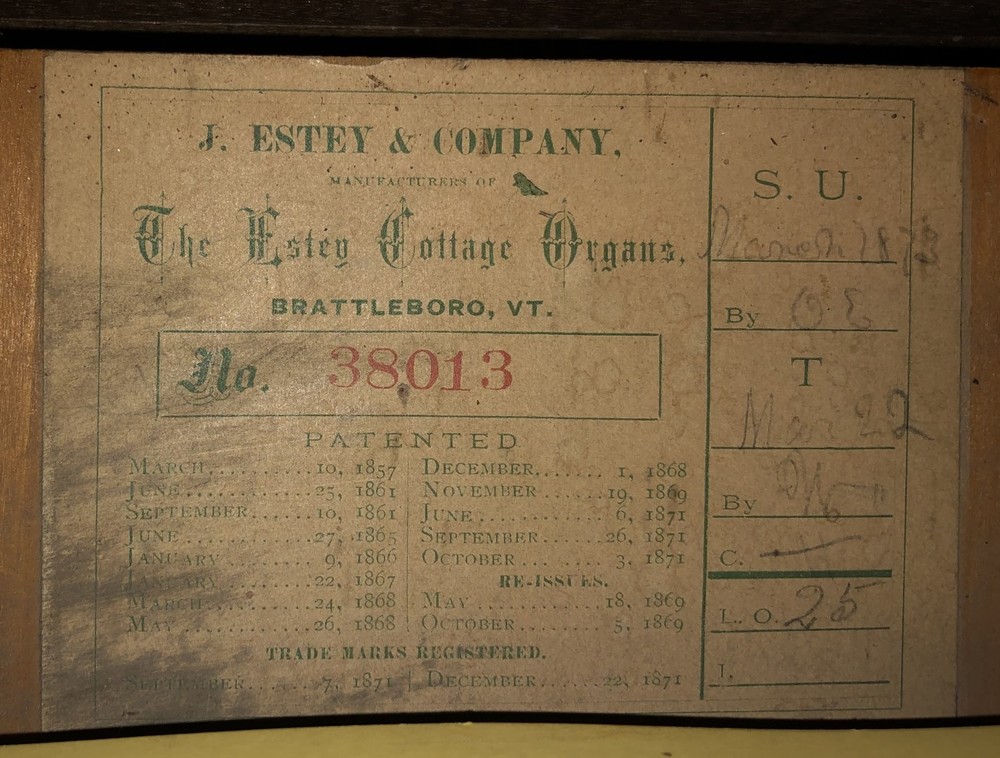 J. ESTEY & COMPANY,
MANUFACTURERS OF
The Estey Cottage Organs,
BRATTLEBORO, VT.
No. 38013
PATENTED
MARCH..........10, 1857
JUNE............25, 1861
SEPTEMBER......10, 1861
JUNE............27, 1865
JANUARY.........9, 1866
JANUARY........22, 1867
MARCH..........24, 1868
MAY............26, 1868
DECEMBER.......1, 1868
NOVEMBER......19, 1869
JUNE............6, 1871
SEPTEMBER......26, 1871
OCTOBER........3, 1871
RE-ISSUES.
MAY............18, 1869
OCTOBER........5, 1869
TRADE MARKS REGISTERED.
SEPTEMBER......7, 1871
DECEMBER......22, 1871
S. U.
March 1873
By O.E
T
Mar 22
By
C.
L. O. 25
I.